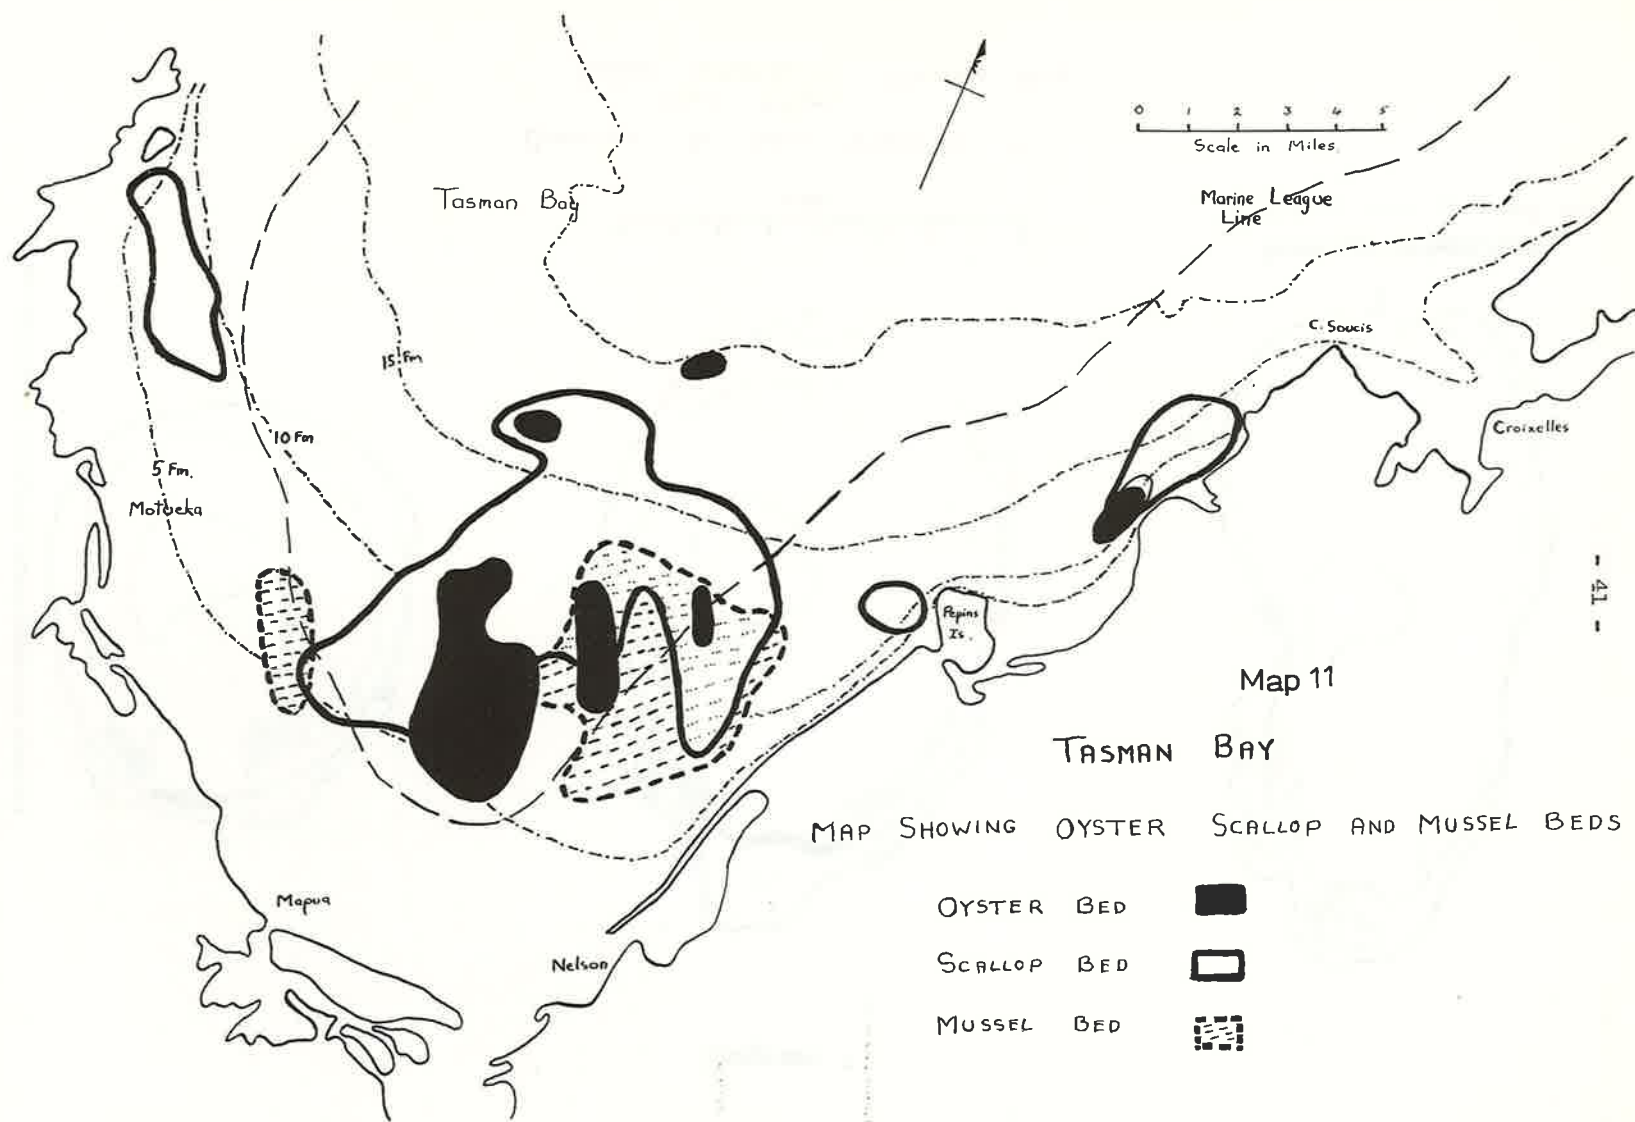 0 1 2 3 4 5
Scale in Miles.
Tasman Bay
Marine League
Line
C. Soucis
15 Fm
Croixelles
10 Fm
5 Fm.
Motueka
Pepins
Is.
- 41 -
Map 11
TASMAN BAY
MAP SHOWING OYSTER SCALLOP AND MUSSEL BEDS
Mapua
OYSTER BED
Nelson
SCALLOP BED
MUSSEL BED